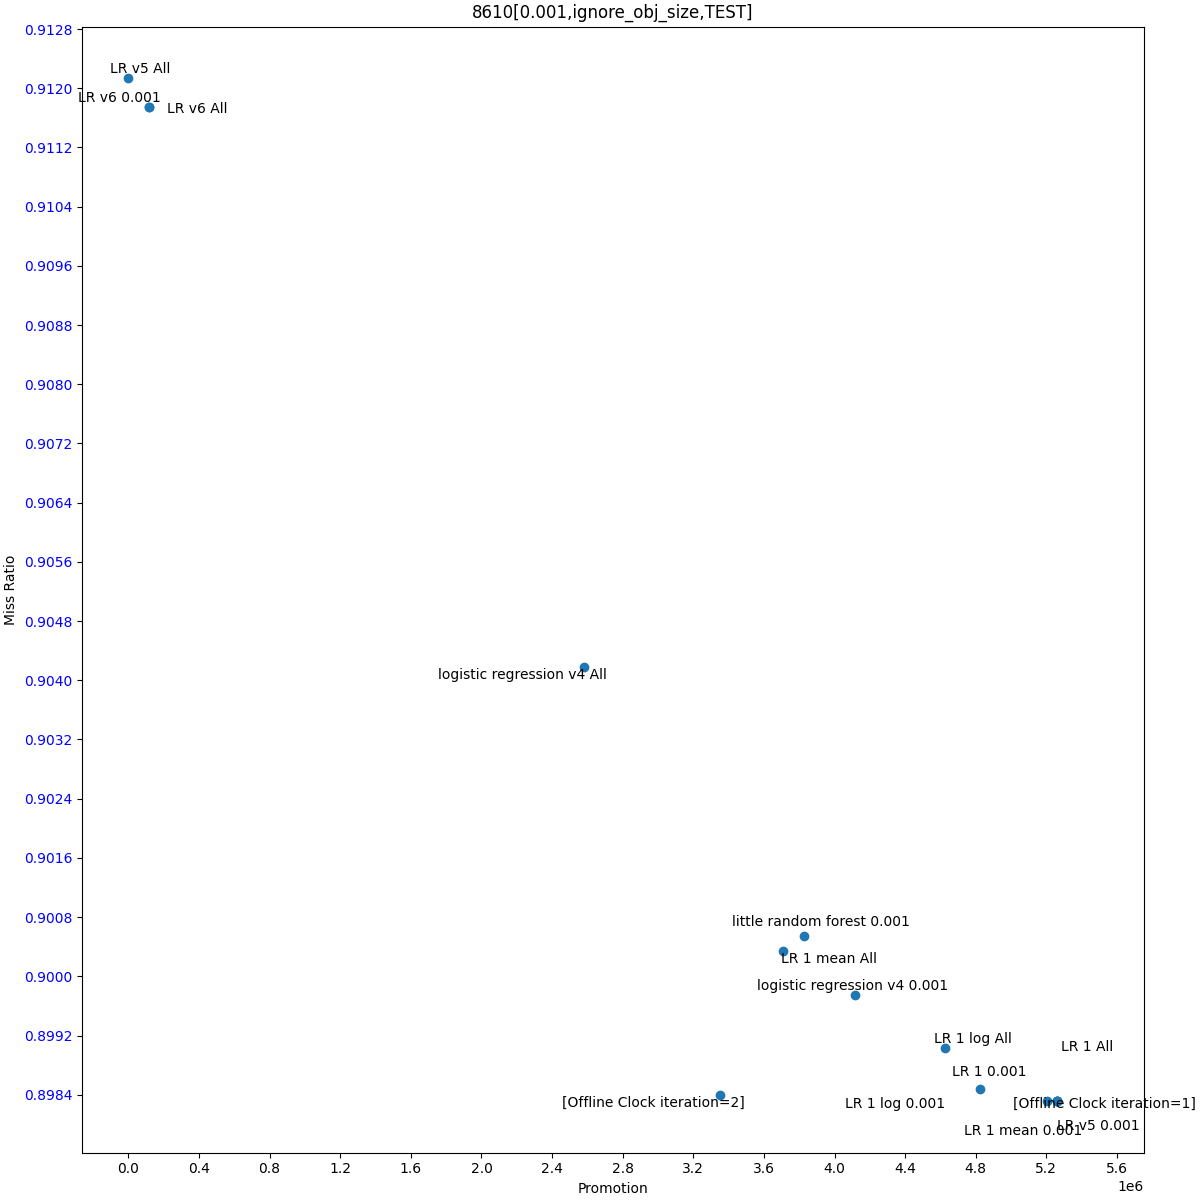 8610[0.001,ignore_obj_size,TEST]
0.9128
LR v5 All
0.9120
LR v6 0.001
LR v6 All
0.9112
0.9104
0.9096
0.9088
0.9080
0.9072
0.9064
0.9056
Miss Ratio
0.9048
logistic regression v4 All
0.9040
0.9032
0.9024
0.9016
0.9008
little random forest 0.001
LR 1 mean All
0.9000
logistic regression v4 0.001
0.8992
LR 1 log All
LR 1 All
LR 1 0.001
0.8984
[Offline Clock iteration=2]
LR 1 log 0.001
[Offline Clock iteration=1]
LR v5 0.001
LR 1 mean 0.001
0.0 0.4 0.8 1.2 1.6 2.0 2.4 2.8 3.2 3.6 4.0 4.4 4.8 5.2 5.6
1e6
Promotion